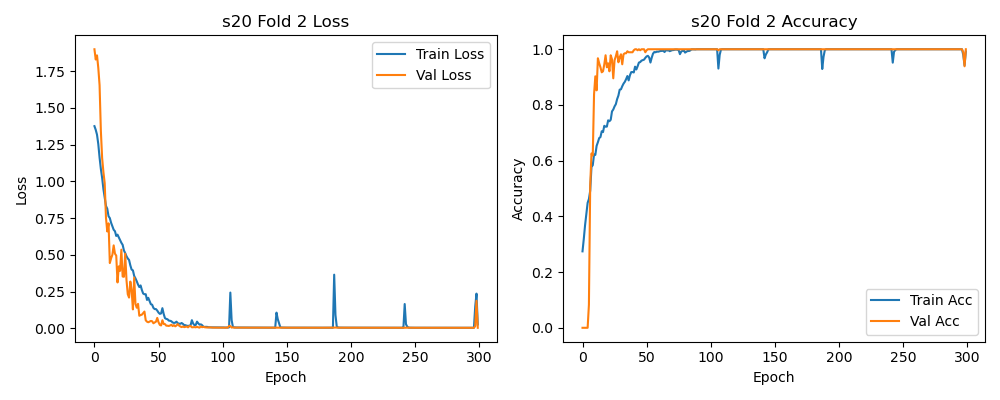 s20 Fold 2 Loss
Train Loss
Val Loss
1.75
1.50
1.25
1.00
0.75
0.50
0.25
0.00
Loss
0 50 100 150 200 250 300
Epoch
s20 Fold 2 Accuracy
1.0
0.8
0.6
0.4
0.2
0.0
Accuracy
Train Acc
Val Acc
0 50 100 150 200 250 300
Epoch